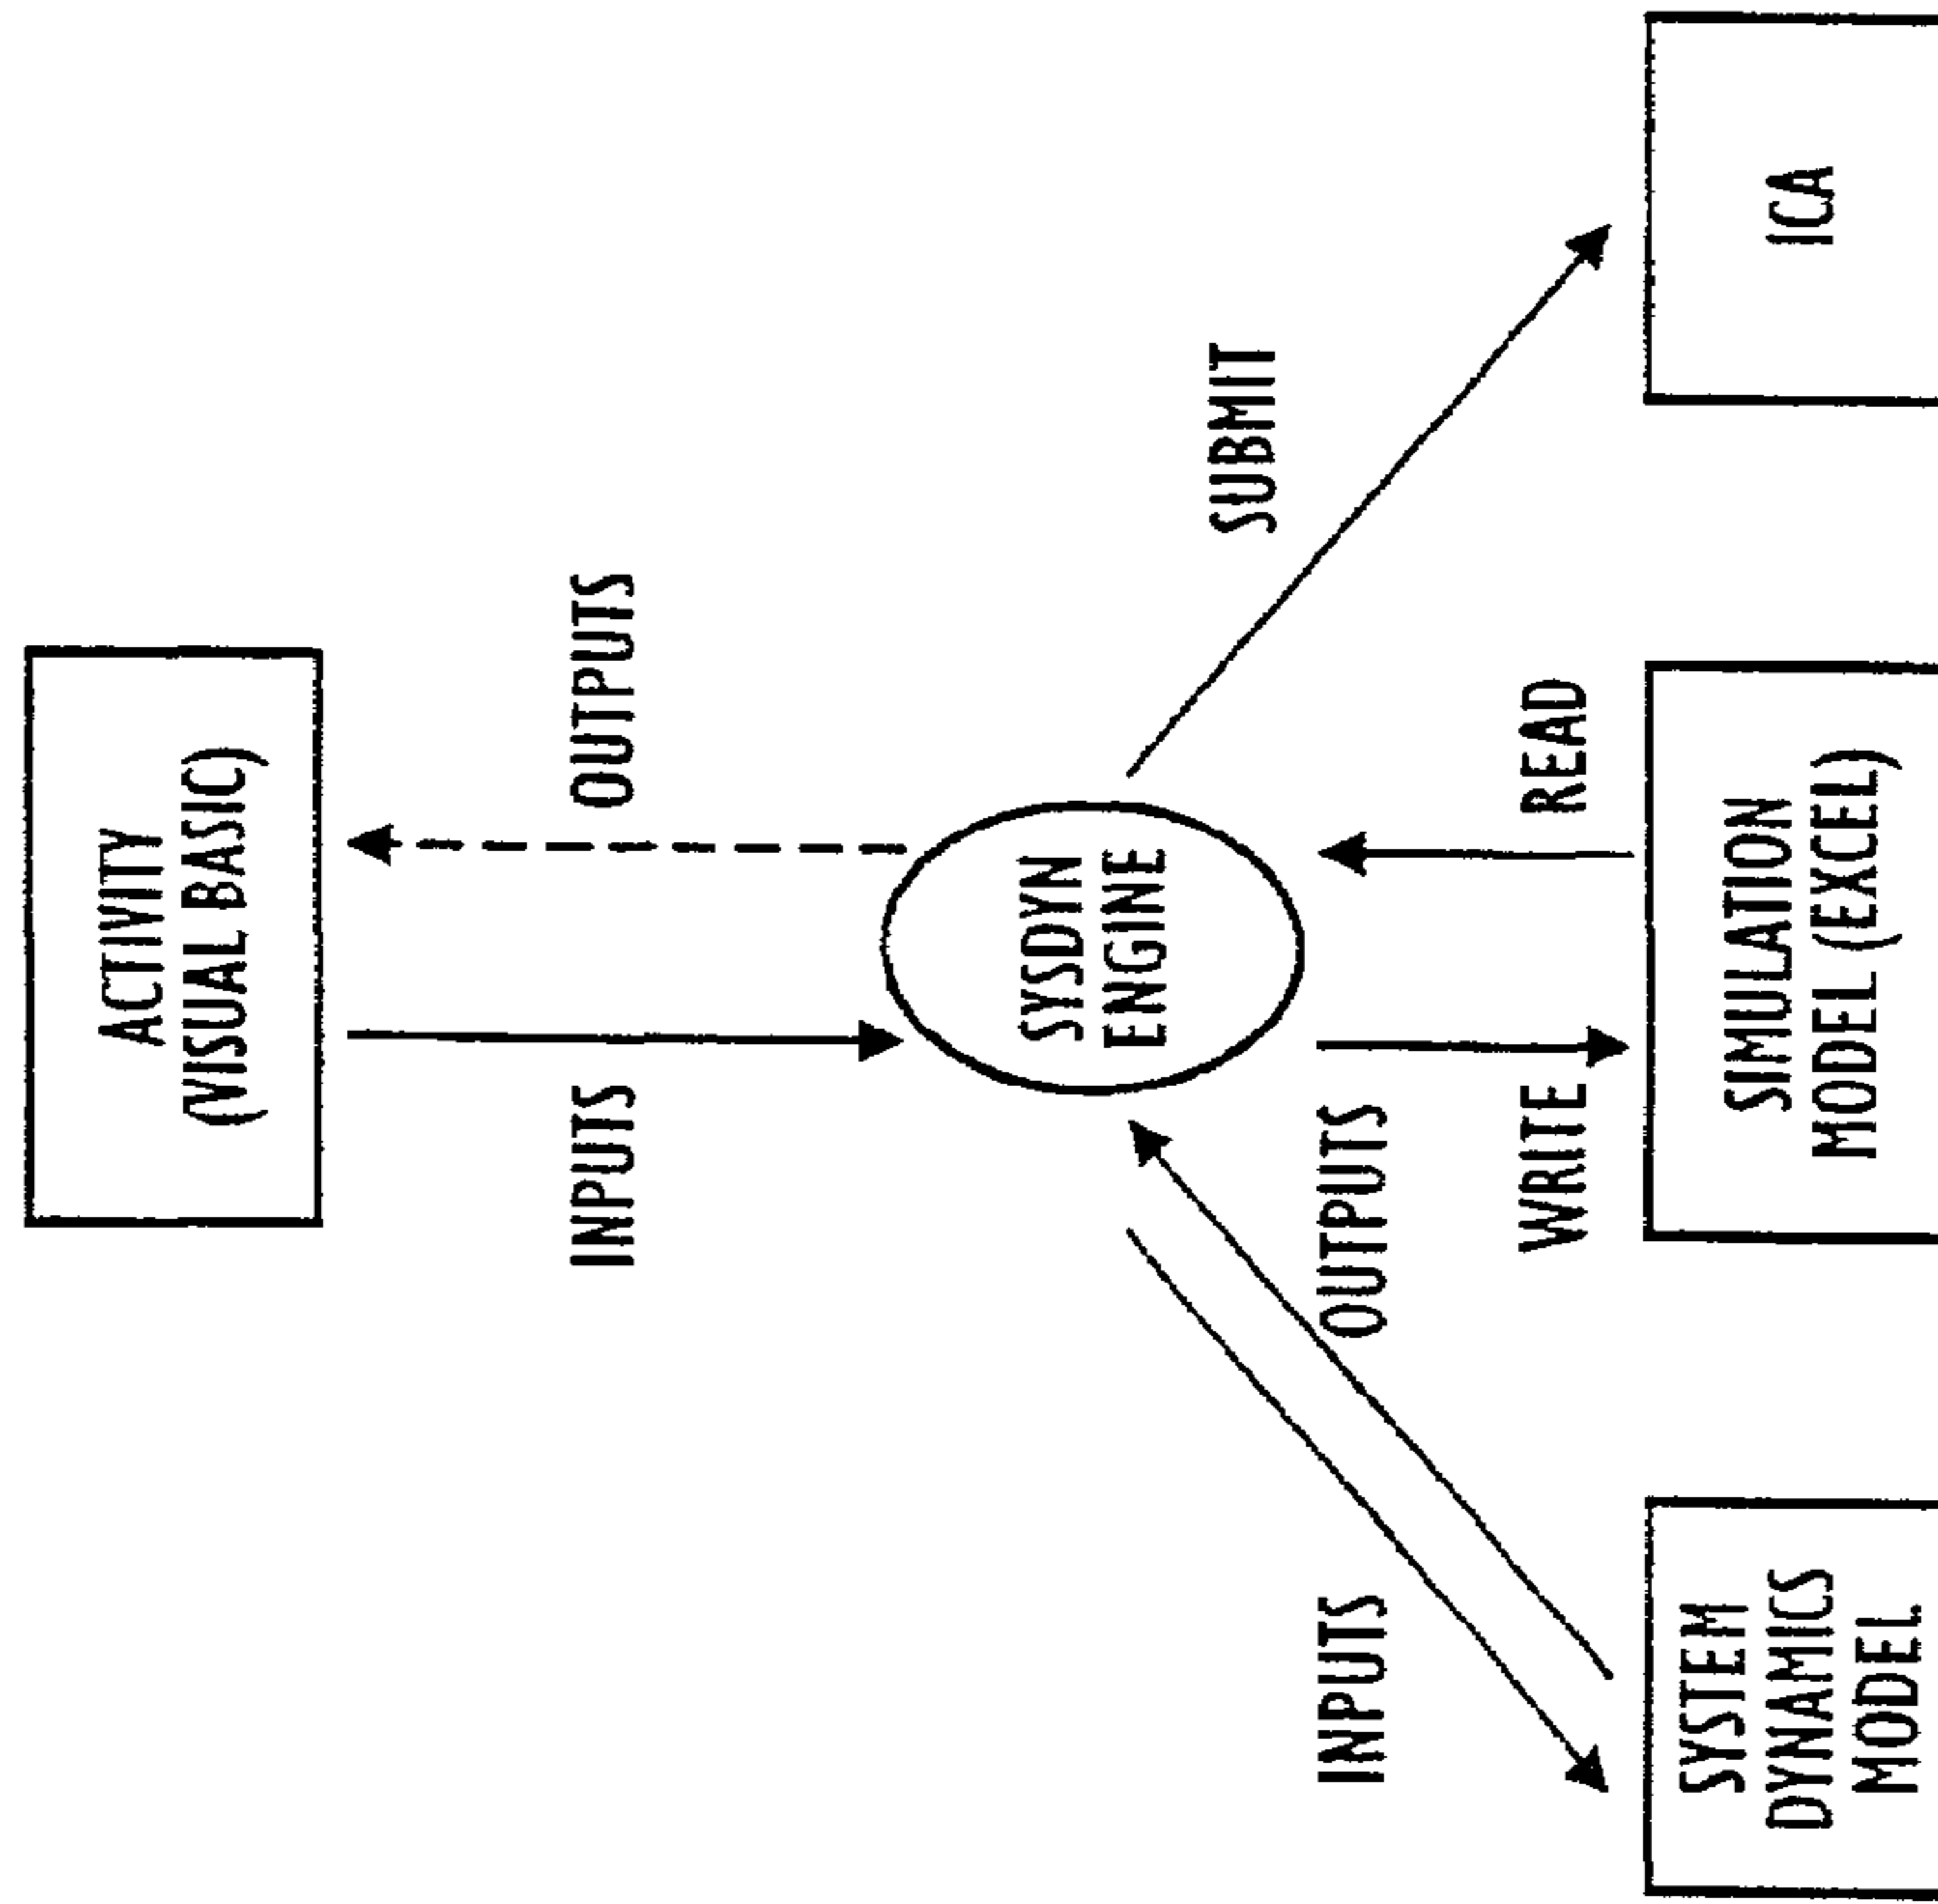 ACTIVITY
(VISUAL BASIC)
INPUTS
OUTPUTS
SYSDYN
ENGINE
SUBMIT
INPUTS
OUTPUTS
WRITE
READ
SYSTEM
DYNAMICS
MODEL
SIMULATION
MODEL (EXCEL)
ICA